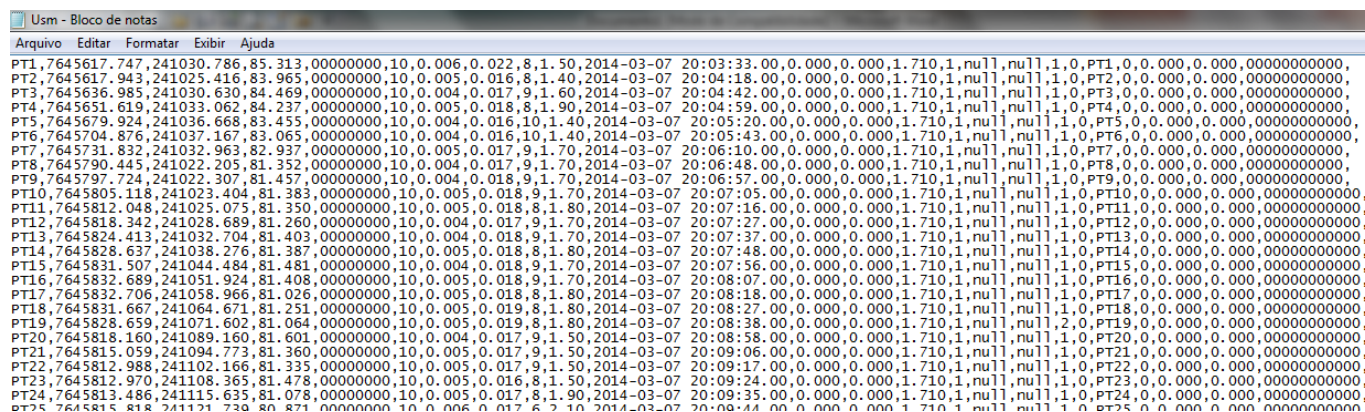 Usm - Bloco de notas
Arquivo Editar Formatar Exibir Ajuda
PT1,7645617.747,241030.786,85.313,00000000,10,0.006,0.022,8,1.50,2014-03-07 20:03:33.00,0.000,0.000,1.710,1,null,null,1,0,PT1,0,0.000,0.000,00000000000,
PT2,7645617.943,241025.416,83.965,00000000,10,0.005,0.016,8,1.40,2014-03-07 20:04:18.00,0.000,0.000,1.710,1,null,null,1,0,PT2,0,0.000,0.000,00000000000,
PT3,7645636.985,241030.630,84.469,00000000,10,0.004,0.017,9,1.60,2014-03-07 20:04:42.00,0.000,0.000,1.710,1,null,null,1,0,PT3,0,0.000,0.000,00000000000,
PT4,7645651.619,241033.062,84.237,00000000,10,0.005,0.018,8,1.90,2014-03-07 20:04:59.00,0.000,0.000,1.710,1,null,null,1,0,PT4,0,0.000,0.000,00000000000,
PT5,7645679.924,241036.668,83.455,00000000,10,0.004,0.016,10,1.40,2014-03-07 20:05:20.00,0.000,0.000,1.710,1,null,null,1,0,PT5,0,0.000,0.000,00000000000,
PT6,7645704.876,241037.167,83.065,00000000,10,0.004,0.016,10,1.40,2014-03-07 20:05:43.00,0.000,0.000,1.710,1,null,null,1,0,PT6,0,0.000,0.000,00000000000,
PT7,7645731.832,241032.963,82.937,00000000,10,0.005,0.017,9,1.70,2014-03-07 20:06:10.00,0.000,0.000,1.710,1,null,null,1,0,PT7,0,0.000,0.000,00000000000,
PT8,7645790.445,241022.205,81.352,00000000,10,0.004,0.017,9,1.70,2014-03-07 20:06:48.00,0.000,0.000,1.710,1,null,null,1,0,PT8,0,0.000,0.000,00000000000,
PT9,7645797.724,241022.307,81.457,00000000,10,0.004,0.018,9,1.70,2014-03-07 20:06:57.00,0.000,0.000,1.710,1,null,null,1,0,PT9,0,0.000,0.000,00000000000,
PT10,7645805.118,241023.404,81.383,00000000,10,0.005,0.018,9,1.70,2014-03-07 20:07:05.00,0.000,0.000,1.710,1,null,null,1,0,PT10,0,0.000,0.000,00000000000
PT11,7645812.048,241025.075,81.350,00000000,10,0.005,0.018,8,1.80,2014-03-07 20:07:16.00,0.000,0.000,1.710,1,null,null,1,0,PT11,0,0.000,0.000,00000000000
PT12,7645818.342,241028.689,81.260,00000000,10,0.004,0.017,9,1.70,2014-03-07 20:07:27.00,0.000,0.000,1.710,1,null,null,1,0,PT12,0,0.000,0.000,00000000000
PT13,7645824.413,241032.704,81.403,00000000,10,0.004,0.018,9,1.70,2014-03-07 20:07:37.00,0.000,0.000,1.710,1,null,null,1,0,PT13,0,0.000,0.000,00000000000
PT14,7645828.637,241038.276,81.387,00000000,10,0.005,0.018,8,1.80,2014-03-07 20:07:48.00,0.000,0.000,1.710,1,null,null,1,0,PT14,0,0.000,0.000,00000000000
PT15,7645831.507,241044.484,81.481,00000000,10,0.004,0.018,9,1.70,2014-03-07 20:07:56.00,0.000,0.000,1.710,1,null,null,1,0,PT15,0,0.000,0.000,00000000000
PT16,7645832.689,241051.924,81.408,00000000,10,0.004,0.018,9,1.70,2014-03-07 20:08:07.00,0.000,0.000,1.710,1,null,null,1,0,PT16,0,0.000,0.000,00000000000
PT17,7645832.706,241058.966,81.026,00000000,10,0.005,0.018,8,1.80,2014-03-07 20:08:18.00,0.000,0.000,1.710,1,null,null,1,0,PT17,0,0.000,0.000,00000000000
PT18,7645831.667,241064.671,81.251,00000000,10,0.005,0.018,8,1.80,2014-03-07 20:08:27.00,0.000,0.000,1.710,1,null,null,1,0,PT18,0,0.000,0.000,00000000000
PT19,7645828.659,241071.602,81.064,00000000,10,0.005,0.019,8,1.80,2014-03-07 20:08:38.00,0.000,0.000,1.710,1,null,null,2,0,PT19,0,0.000,0.000,00000000000
PT20,7645818.160,241089.160,81.601,00000000,10,0.004,0.017,9,1.50,2014-03-07 20:08:58.00,0.000,0.000,1.710,1,null,null,1,0,PT20,0,0.000,0.000,00000000000
PT21,7645815.059,241094.773,81.360,00000000,10,0.005,0.017,9,1.50,2014-03-07 20:09:06.00,0.000,0.000,1.710,1,null,null,1,0,PT21,0,0.000,0.000,00000000000
PT22,7645812.988,241102.166,81.335,00000000,10,0.005,0.017,9,1.50,2014-03-07 20:09:17.00,0.000,0.000,1.710,1,null,null,1,0,PT22,0,0.000,0.000,00000000000
PT23,7645812.970,241108.365,81.478,00000000,10,0.005,0.016,8,1.50,2014-03-07 20:09:24.00,0.000,0.000,1.710,1,null,null,1,0,PT23,0,0.000,0.000,00000000000
PT24,7645813.486,241115.635,81.078,00000000,10,0.005,0.018,8,1.90,2014-03-07 20:09:35.00,0.000,0.000,1.710,1,null,null,1,0,PT24,0,0.000,0.000,00000000000
PT25,7645815.818,241121.739,80.871,00000000,10,0.006,0.017,6,2.10,2014-03-07 20:09:44.00,0.000,0.000,1.710,1,null,null,1,0,PT25,0,0.000,0.000,00000000000